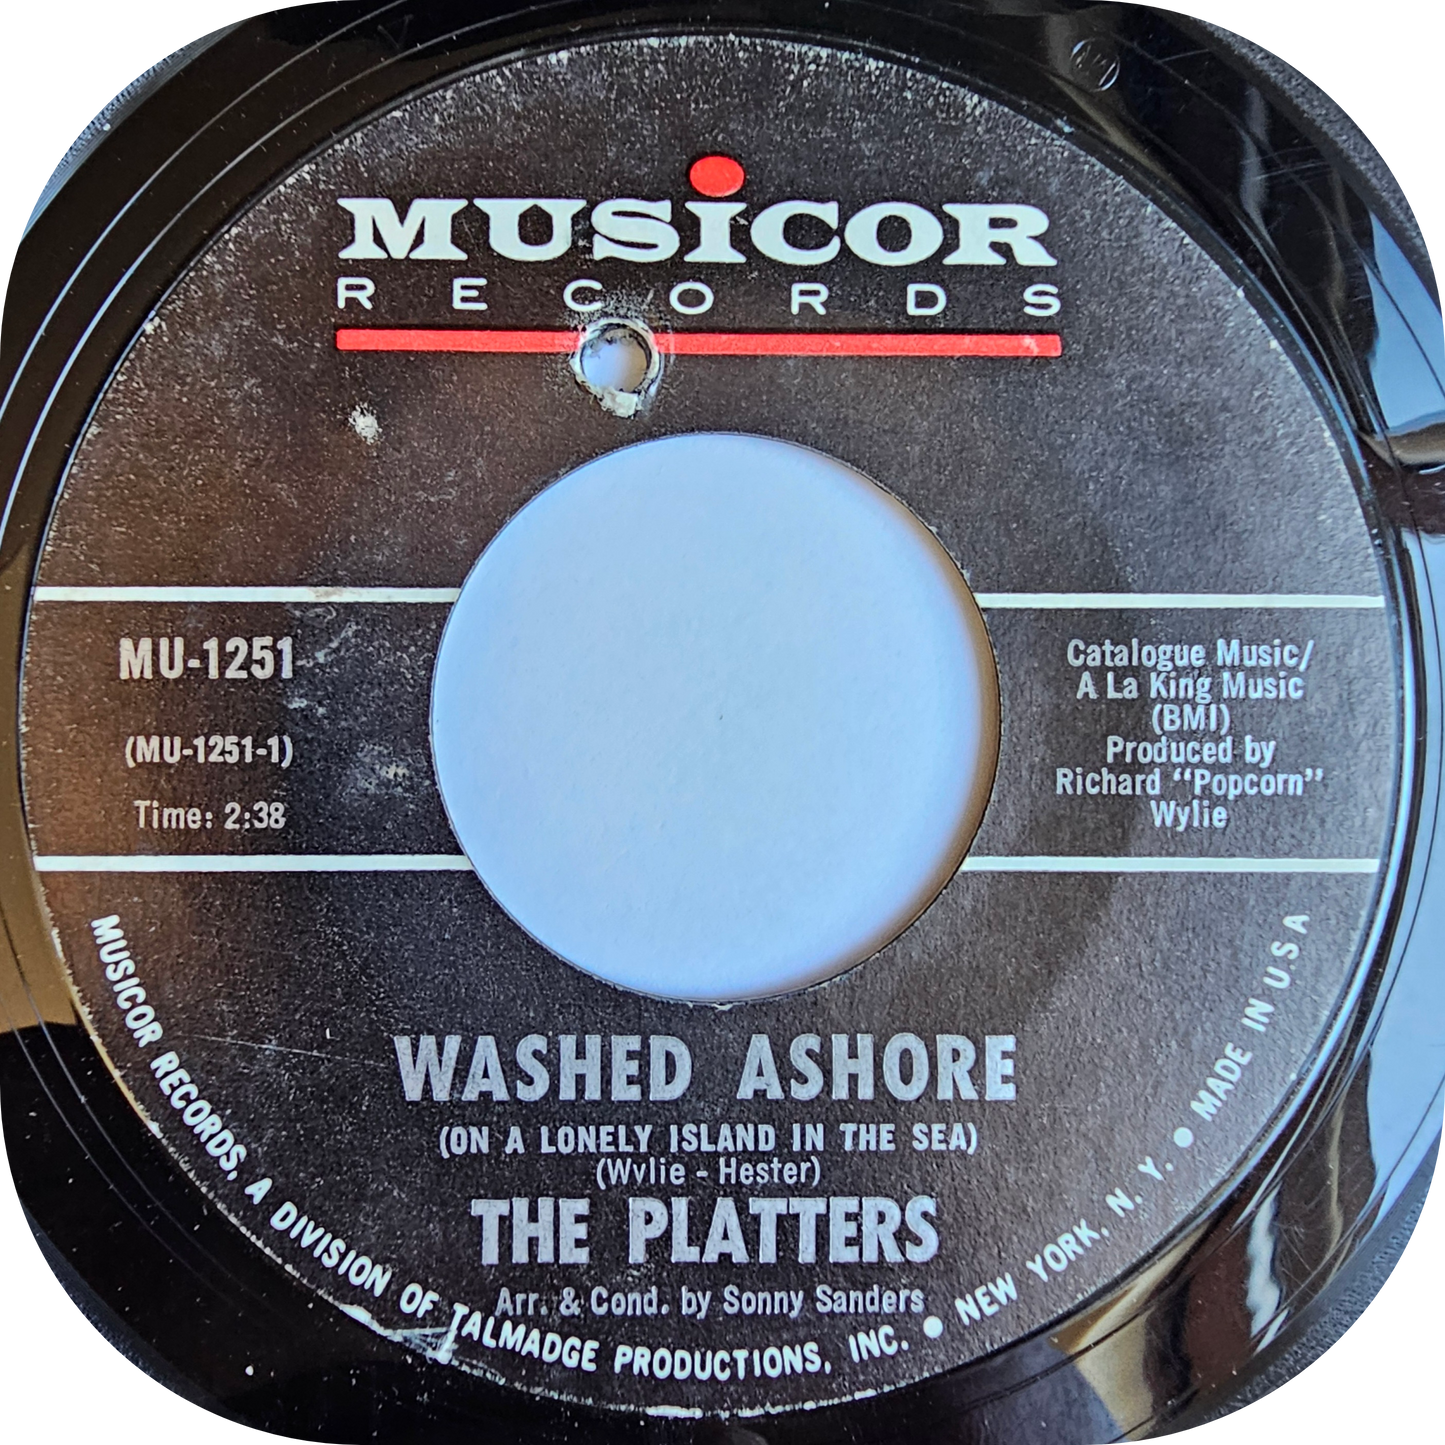 MUSiCOR
RECORDS
MU-1251
(MU-1251-1)
Time: 2:38
Catalogue Music/
A La King Music
(BMI)
Produced by
Richard "Popcorn"
Wylie
WASHED ASHORE
(ON A LONELY ISLAND IN THE SEA)
(Wylie - Hester)
THE PLATTERS
Arr. & Cond. by Sonny Sanders
MUSICOR RECORDS, A DIVISION OF TALMADGE PRODUCTIONS, INC. • NEW YORK, N. Y. • MADE IN U.S.A